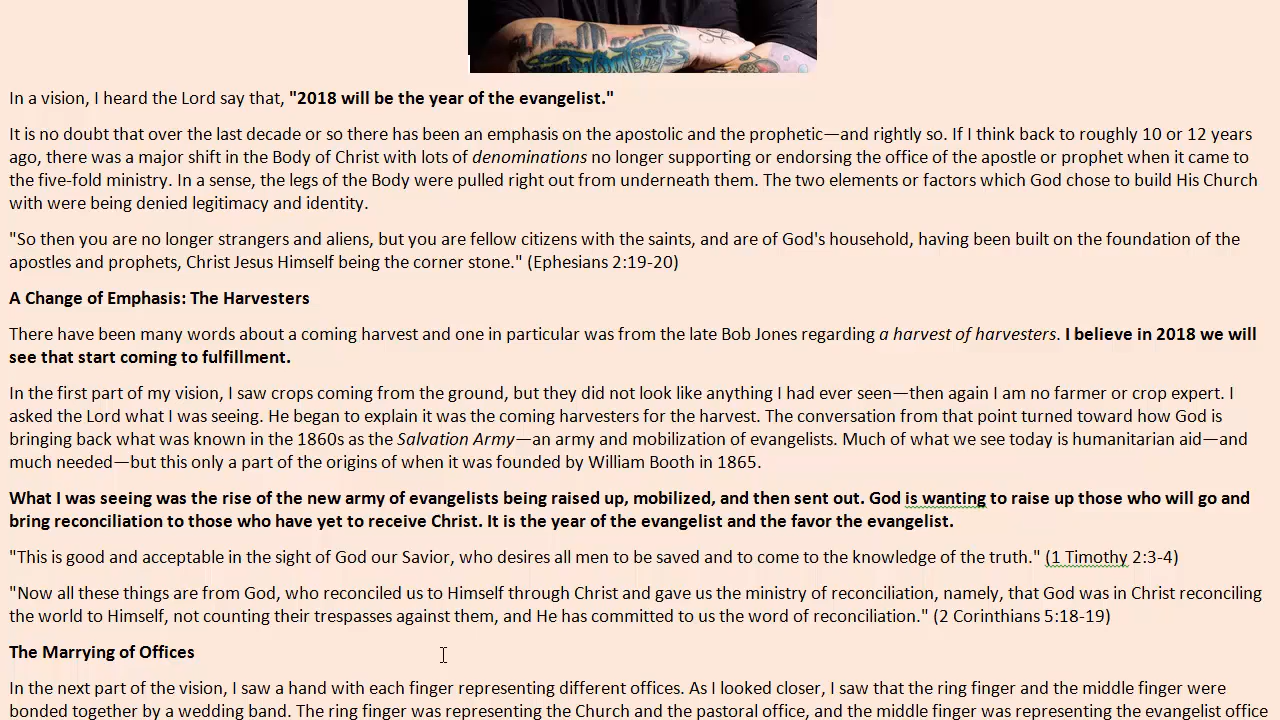 In a vision, I heard the Lord say that, "2018 will be the year of the evangelist."
It is no doubt that over the last decade or so there has been an emphasis on the apostolic and the prophetic—and rightly so. If I think back to roughly 10 or 12 years
ago, there was a major shift in the Body of Christ with lots of denominations no longer supporting or endorsing the office of the apostle or prophet when it came to
the five-fold ministry. In a sense, the legs of the Body were pulled right out from underneath them. The two elements or factors which God chose to build His Church
with were being denied legitimacy and identity.
"So then you are no longer strangers and aliens, but you are fellow citizens with the saints, and are of God's household, having been built on the foundation of the
apostles and prophets, Christ Jesus Himself being the corner stone." (Ephesians 2:19-20)
A Change of Emphasis: The Harvesters
There have been many words about a coming harvest and one in particular was from the late Bob Jones regarding a harvest of harvesters. I believe in 2018 we will
see that start coming to fulfillment.
In the first part of my vision, I saw crops coming from the ground, but they did not look like anything I had ever seen—then again I am no farmer or crop expert. I
asked the Lord what I was seeing. He began to explain it was the coming harvesters for the harvest. The conversation from that point turned toward how God is
bringing back what was known in the 1860s as the Salvation Army—an army and mobilization of evangelists. Much of what we see today is humanitarian aid—and
much needed—but this only a part of the origins of when it was founded by William Booth in 1865.
What I was seeing was the rise of the new army of evangelists being raised up, mobilized, and then sent out. God is wanting to raise up those who will go and
bring reconciliation to those who have yet to receive Christ. It is the year of the evangelist and the favor the evangelist.
"This is good and acceptable in the sight of God our Savior, who desires all men to be saved and to come to the knowledge of the truth." (1 Timothy 2:3-4)
"Now all these things are from God, who reconciled us to Himself through Christ and gave us the ministry of reconciliation, namely, that God was in Christ reconciling
the world to Himself, not counting their trespasses against them, and He has committed to us the word of reconciliation." (2 Corinthians 5:18-19)
The Marrying of Offices
In the next part of the vision, I saw a hand with each finger representing different offices. As I looked closer, I saw that the ring finger and the middle finger were
bonded together by a wedding band. The ring finger was representing the Church and the pastoral office, and the middle finger was representing the evangelist office